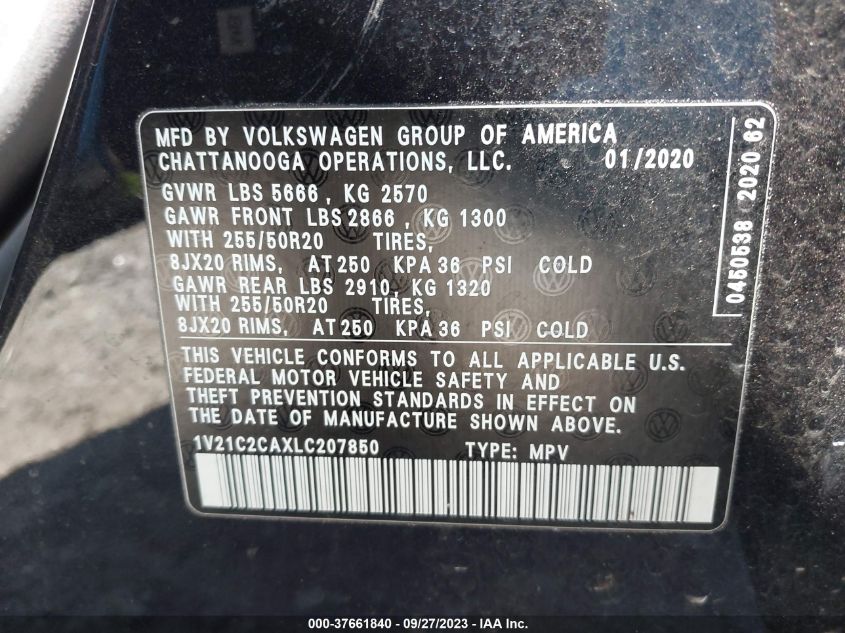 MFD BY VOLKSWAGEN GROUP OF AMERICA
CHATTANOOGA OPERATIONS, LLC. 01/2020
GVWR LBS 5666 , KG 2570
GAWR FRONT LBS 2866 , KG 1300
WITH 255/50R20 TIRES,
8JX20 RIMS, AT 250 KPA 36 PSI COLD
GAWR REAR LBS 2910, KG 1320
WITH 255/50R20 TIRES,
8JX20 RIMS, AT 250 KPA 36 PSI COLD
THIS VEHICLE CONFORMS TO ALL APPLICABLE U.S.
FEDERAL MOTOR VEHICLE SAFETY AND
THEFT PREVENTION STANDARDS IN EFFECT ON
THE DATE OF MANUFACTURE SHOWN ABOVE.
1V21C2CAXLC207850 TYPE: MPV
0450538 2020 62
000-37661840 - 09/27/2023 - IAA Inc.